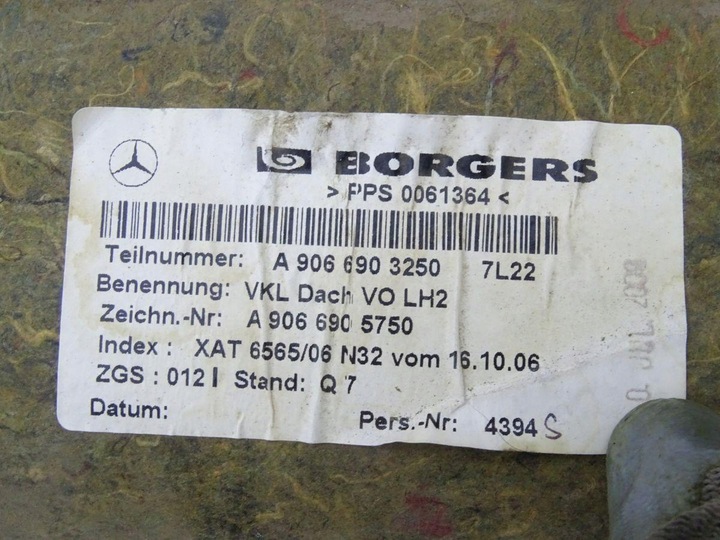 BORGERS
> PPS 0061364 <
Teilnummer: A 906 690 3250 7L22
Benennung: VKL Dach VO LH2
Zeichn.-Nr: A 906 690 5750
Index : XAT 6565/06 N32 vom 16.10.06
ZGS : 012 Stand: Q 7
Datum: Pers.-Nr: 4394 S